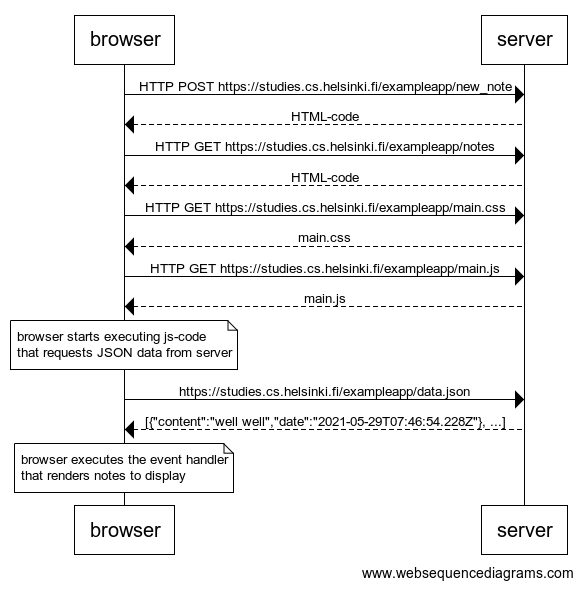 browser
server
HTTP POST https://studies.cs.helsinki.fi/exampleapp/new_note
HTML-code
HTTP GET https://studies.cs.helsinki.fi/exampleapp/notes
HTML-code
HTTP GET https://studies.cs.helsinki.fi/exampleapp/main.css
main.css
HTTP GET https://studies.cs.helsinki.fi/exampleapp/main.js
main.js
browser starts executing js-code
that requests JSON data from server
https://studies.cs.helsinki.fi/exampleapp/data.json
[{"content":"well well","date":"2021-05-29T07:46:54.228Z"}, ...]
browser executes the event handler
that renders notes to display
browser
server
www.websequencediagrams.com